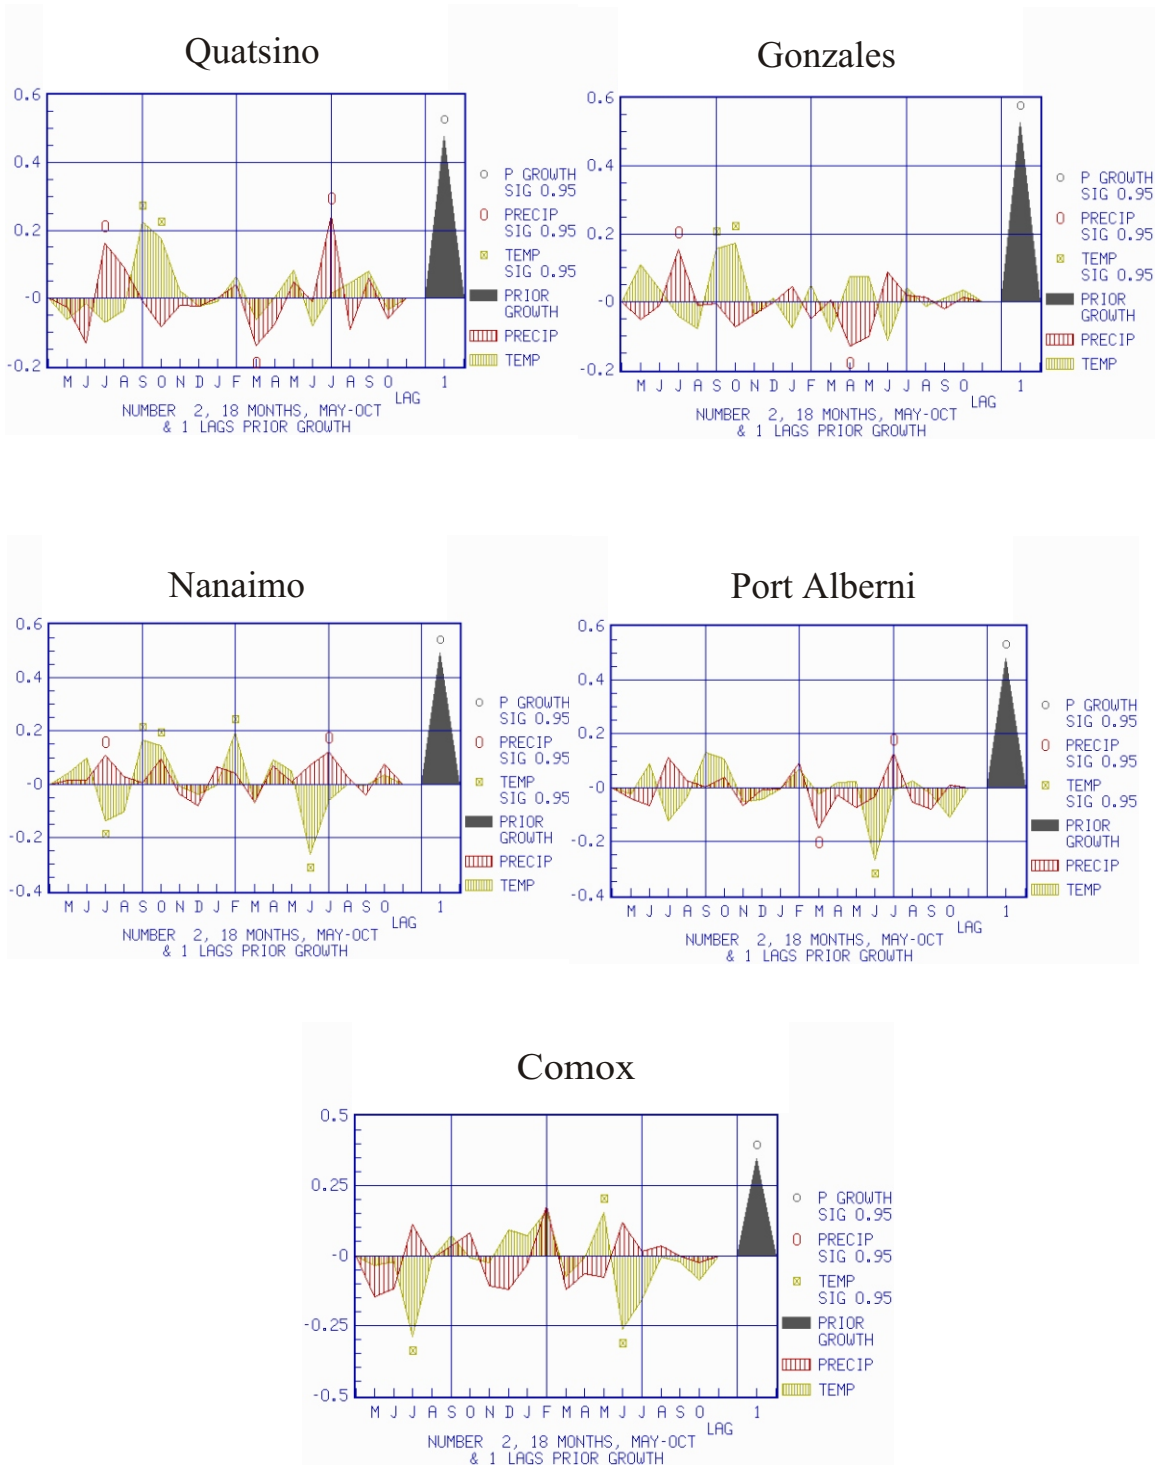 Quatsino
0.6
0.4
0.2
-0
-0.2
M J J A S O N D J F M A M J J A S O
1
LAG
NUMBER 2, 18 MONTHS, MAY-OCT
& 1 LAGS PRIOR GROWTH
P GROWTH
SIG 0.95
PRECIP
SIG 0.95
TEMP
SIG 0.95
PRIOR
GROWTH
PRECIP
TEMP
Gonzales
0.6
0.4
0.2
-0
-0.2
M J J A S O N D J F M A M J J A S O
1
LAG
NUMBER 2, 18 MONTHS, MAY-OCT
& 1 LAGS PRIOR GROWTH
P GROWTH
SIG 0.95
PRECIP
SIG 0.95
TEMP
SIG 0.95
PRIOR
GROWTH
PRECIP
TEMP
Nanaimo
0.6
0.4
0.2
-0
-0.2
-0.4
M J J A S O N D J F M A M J J A S O
1
LAG
NUMBER 2, 18 MONTHS, MAY-OCT
& 1 LAGS PRIOR GROWTH
P GROWTH
SIG 0.95
PRECIP
SIG 0.95
TEMP
SIG 0.95
PRIOR
GROWTH
PRECIP
TEMP
Port Alberni
0.6
0.4
0.2
-0
-0.2
-0.4
M J J A S O N D J F M A M J J A S O
1
LAG
NUMBER 2, 18 MONTHS, MAY-OCT
& 1 LAGS PRIOR GROWTH
P GROWTH
SIG 0.95
PRECIP
SIG 0.95
TEMP
SIG 0.95
PRIOR
GROWTH
PRECIP
TEMP
Comox
0.5
0.25
-0
-0.25
-0.5
M J J A S O N D J F M A M J J A S O
1
LAG
NUMBER 2, 18 MONTHS, MAY-OCT
& 1 LAGS PRIOR GROWTH
P GROWTH
SIG 0.95
PRECIP
SIG 0.95
TEMP
SIG 0.95
PRIOR
GROWTH
PRECIP
TEMP